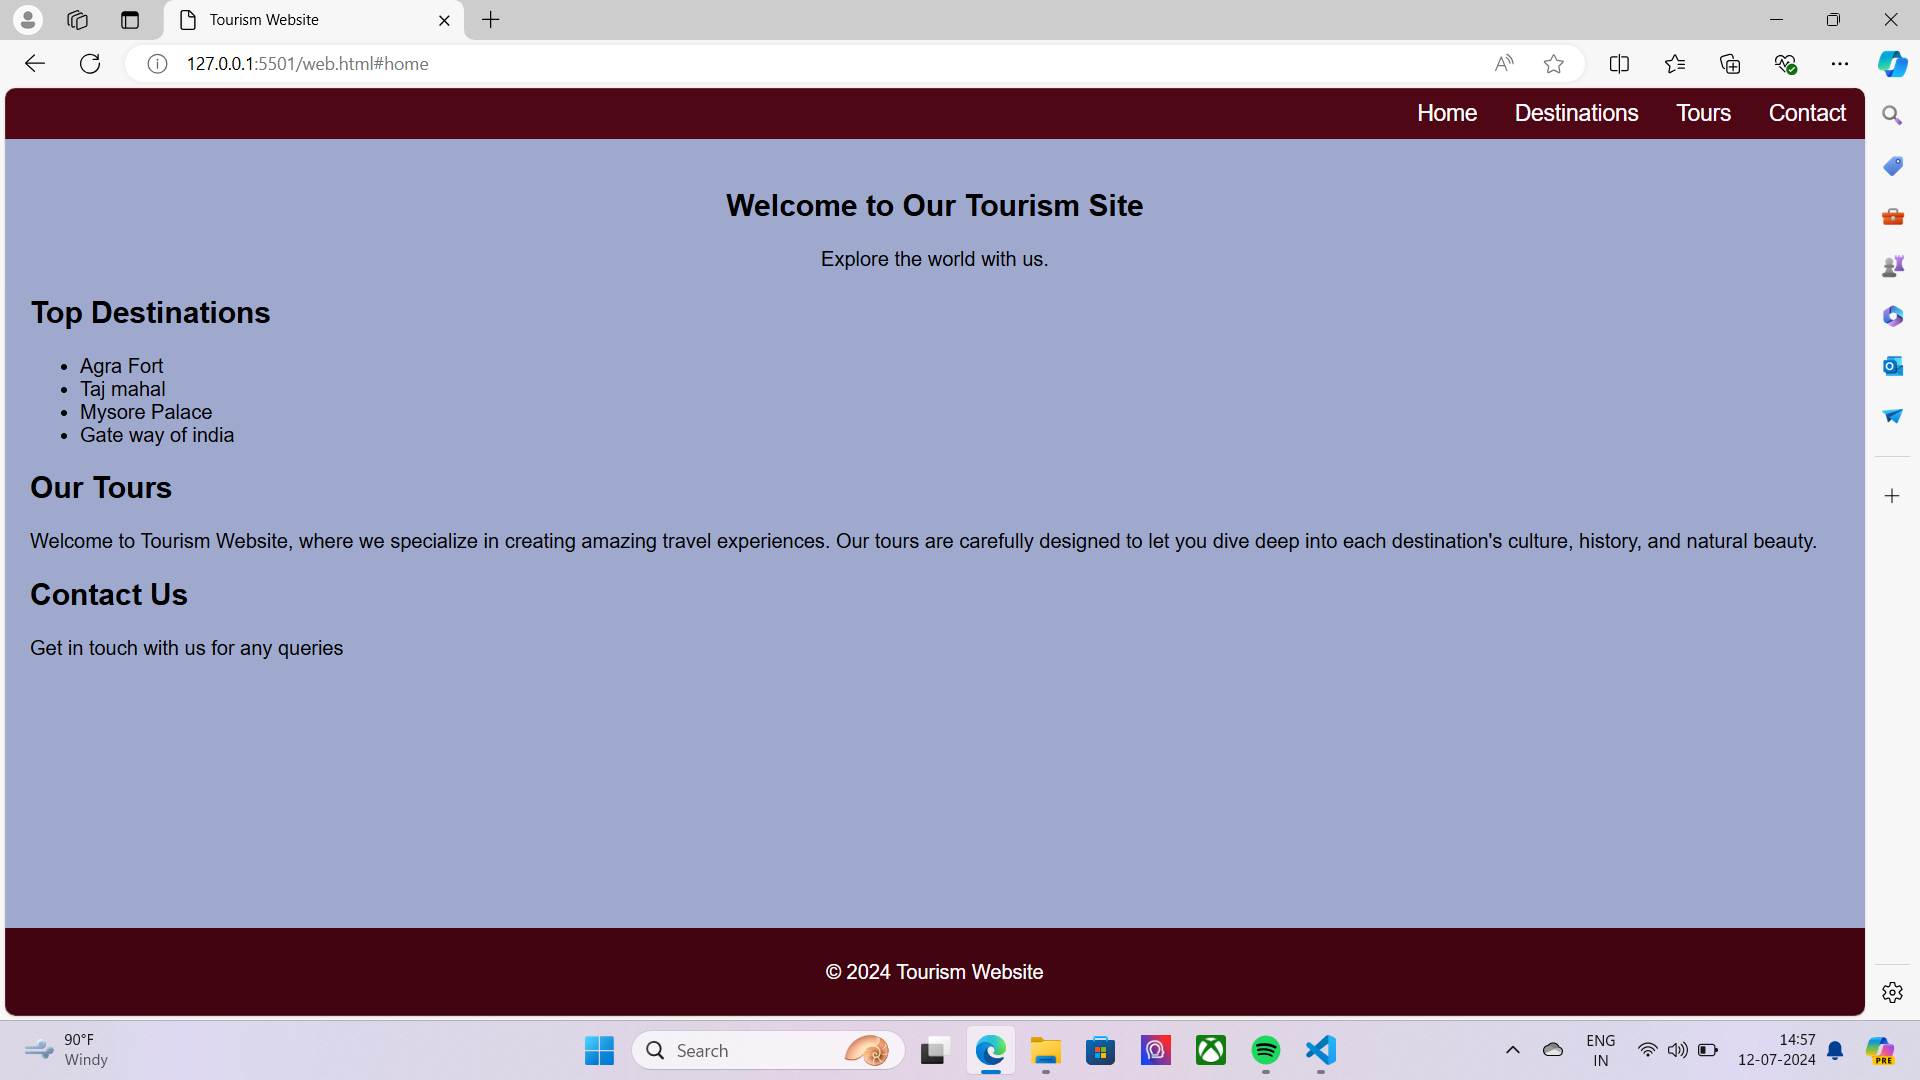 Tourism Website
127.0.0.1:5501/web.html#home
Home Destinations Tours Contact
Welcome to Our Tourism Site
Explore the world with us.
Top Destinations
• Agra Fort
• Taj mahal
• Mysore Palace
• Gate way of india
Our Tours
Welcome to Tourism Website, where we specialize in creating amazing travel experiences. Our tours are carefully designed to let you dive deep into each destination's culture, history, and natural beauty.
Contact Us
Get in touch with us for any queries
© 2024 Tourism Website
90°F
Windy
Search
ENG
IN
14:57
12-07-2024
PRE